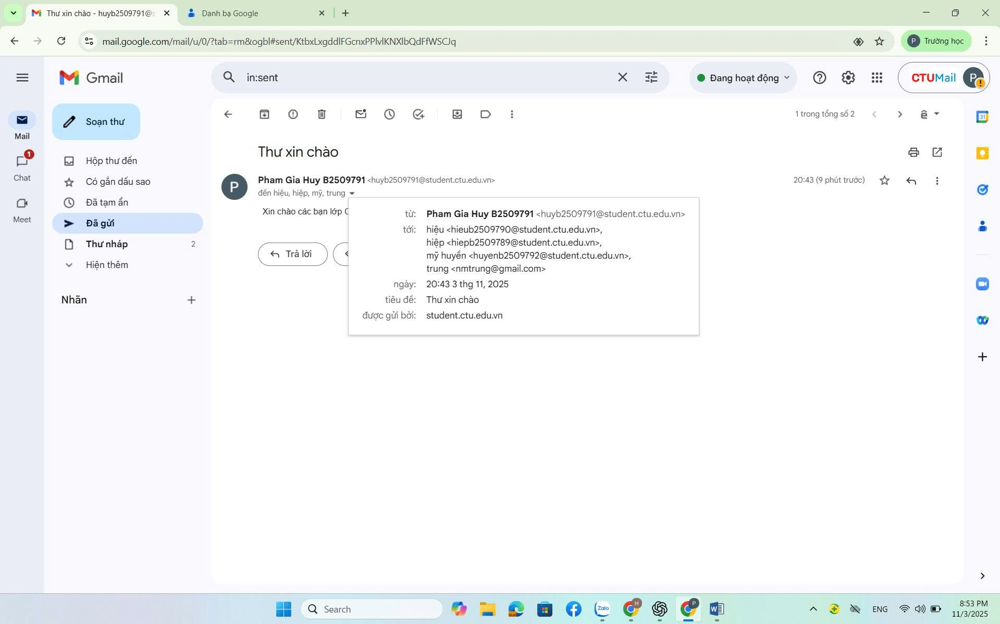 Thư xin chào - huyb2509791@s
Danh bạ Google
mail.google.com/mail/u/0/?tab=rm&ogbl#sent/KtbxLxgddlFGcnxPPlvlKNXlbQdFfWSCJq
P
Trường học
Gmail
in:sent
Đang hoạt động
CTUMail
P
Soạn thư
Mail
1
Chat
Meet
Hộp thư đến
Có gắn dấu sao
Đã tạm ẩn
Đã gửi
Thư nháp 2
Hiện thêm
Nhãn
1 trong tổng số 2
ê
31
Thư xin chào
P
Pham Gia Huy B2509791 <huyb2509791@student.ctu.edu.vn>
20:43 (9 phút trước)
đến hiệu, hiệp, mỹ, trung
Xin chào các bạn lớp
Trả lời
từ: Pham Gia Huy B2509791 <huyb2509791@student.ctu.edu.vn>
tới: hiệu <hieub2509790@student.ctu.edu.vn>,
hiệp <hiepb2509789@student.ctu.edu.vn>,
mỹ huyền <huyenb2509792@student.ctu.edu.vn>,
trung <nmtrung@gmail.com>
ngày: 20:43 3 thg 11, 2025
tiêu đề: Thư xin chào
được gửi bởi: student.ctu.edu.vn
Search
Zalo
H
P
W
ENG
8:53 PM
11/3/2025